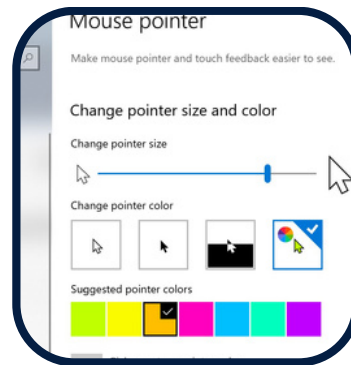 Mouse pointer
Make mouse pointer and touch feedback easier to see.
Change pointer size and color
Change pointer size
Change pointer color
Suggested pointer colors